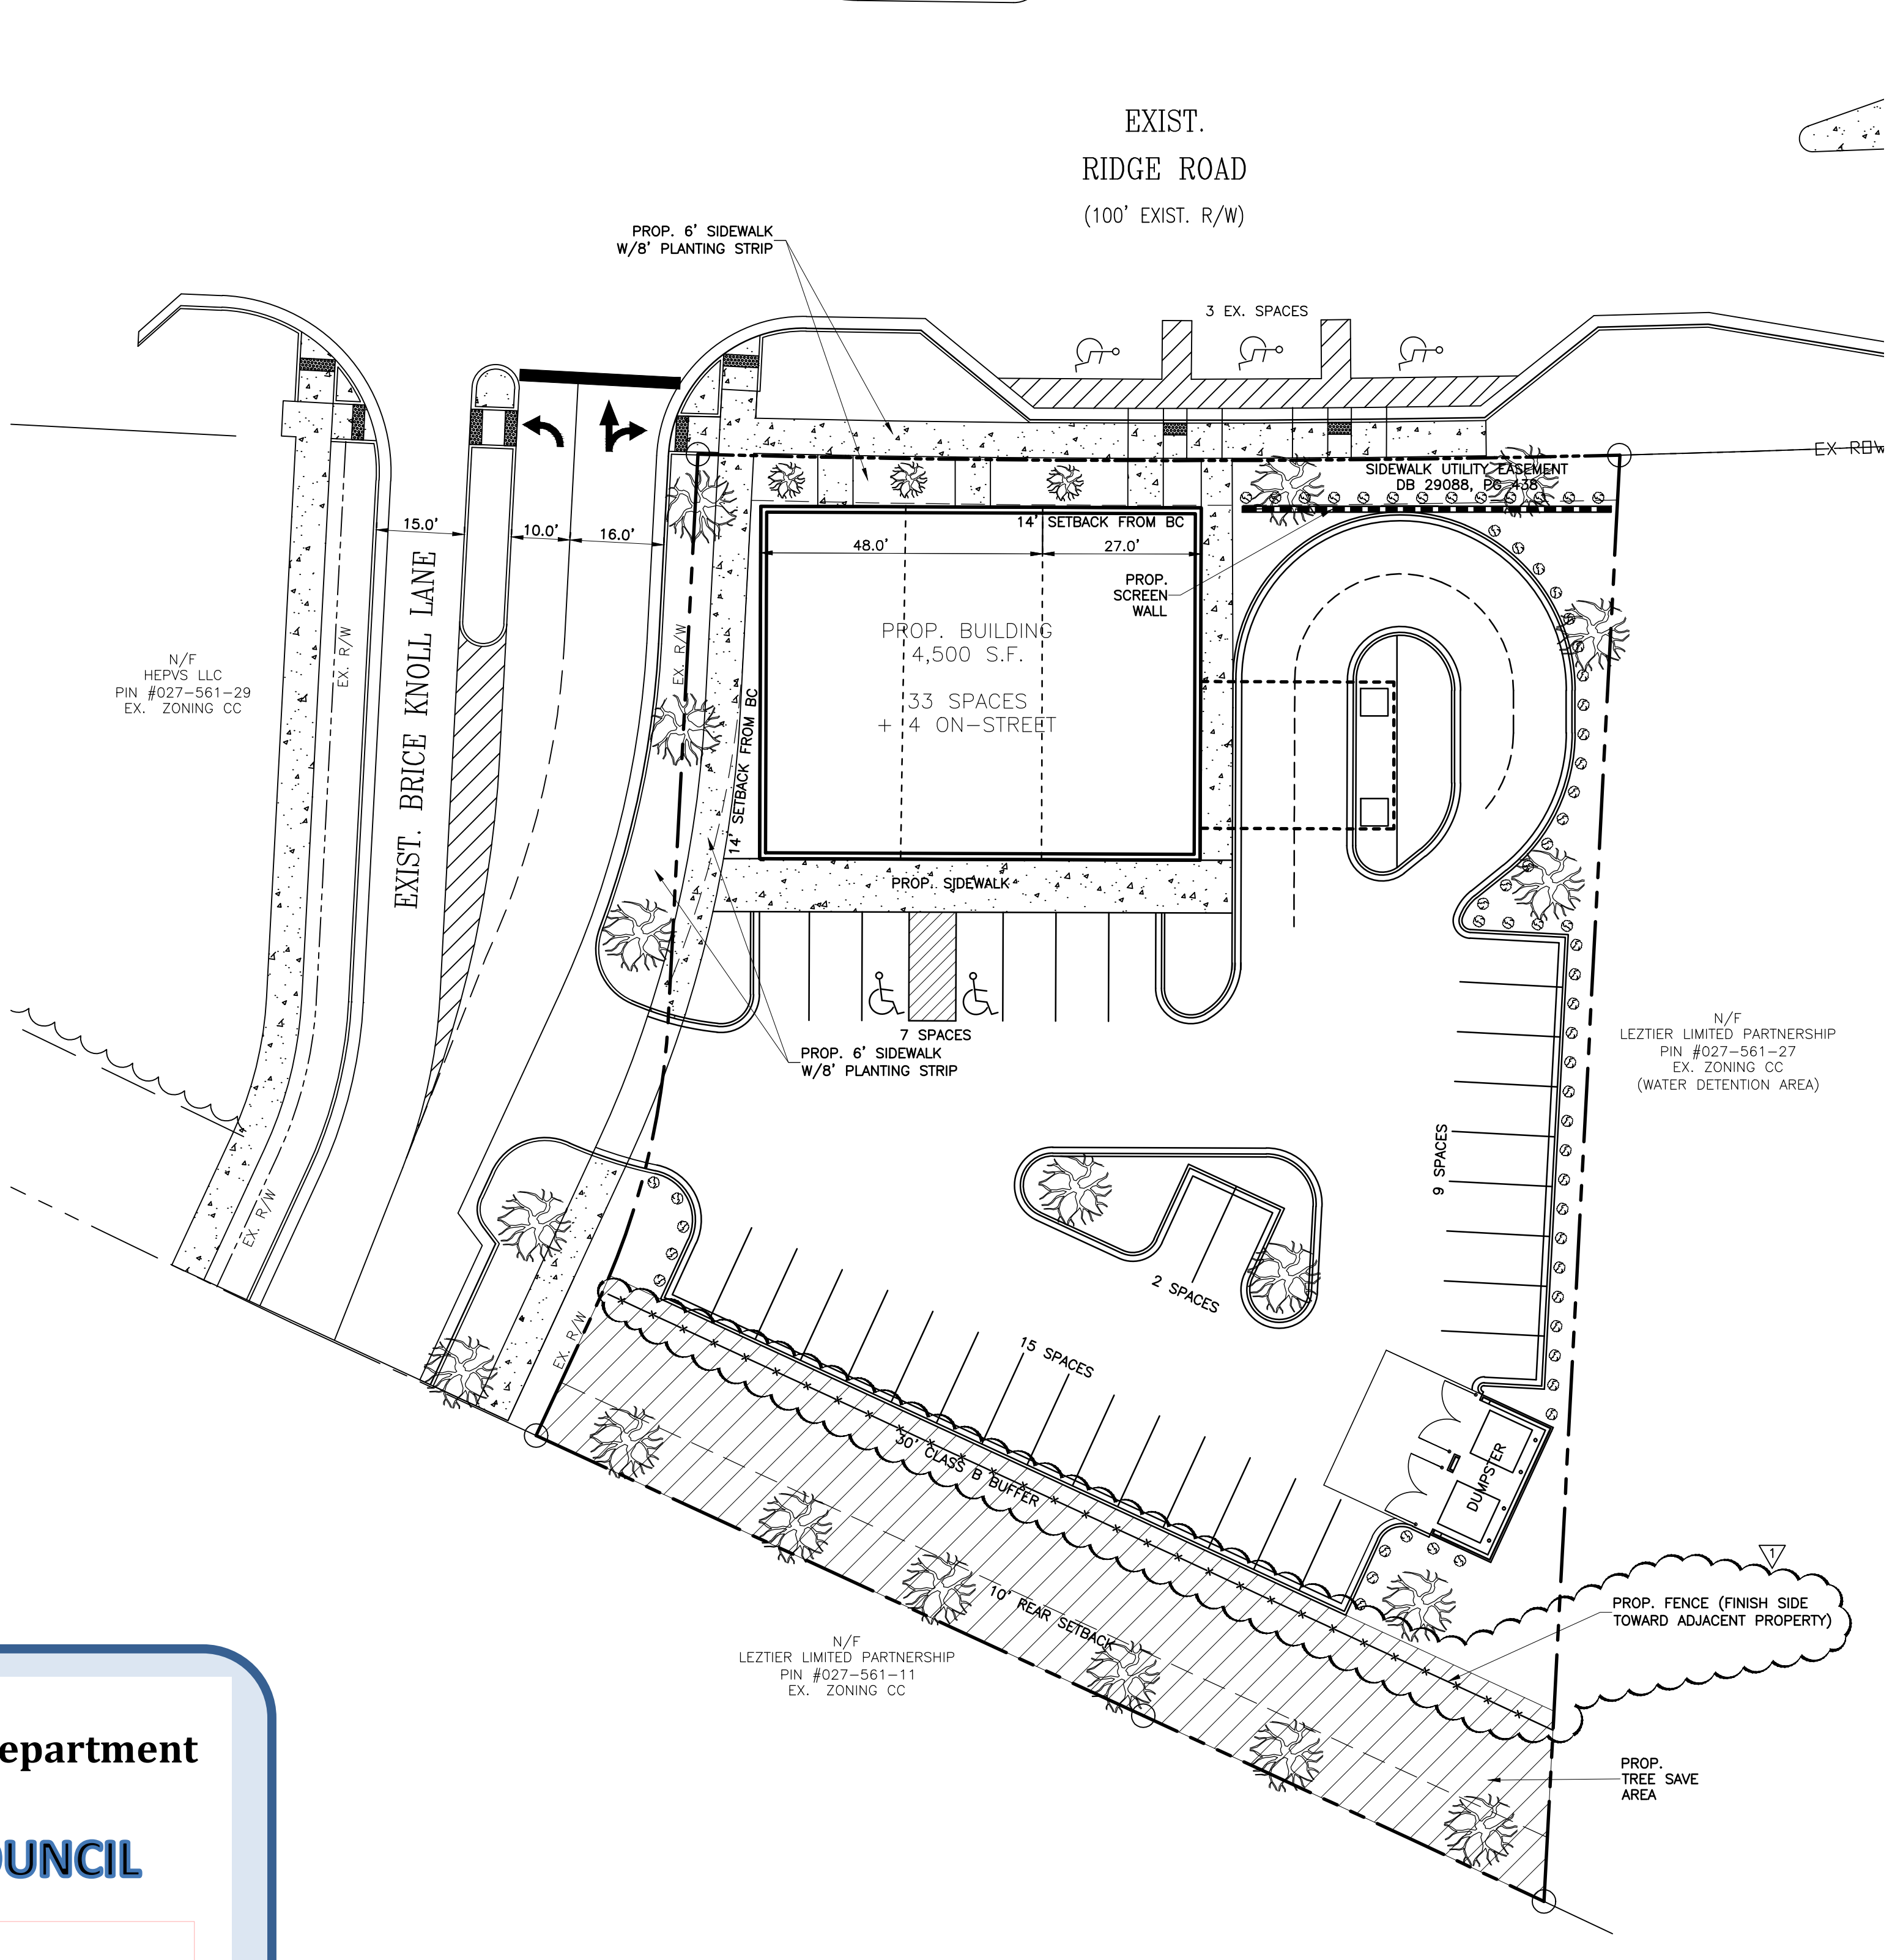 EXIST.
RIDGE ROAD
(100' EXIST. R/W)
PROP. 6' SIDEWALK
W/8' PLANTING STRIP
3 EX. SPACES
EX ROW
SIDEWALK UTILITY EASEMENT
DB 29088, PG 438
14' SETBACK FROM BC
15.0'
10.0'
16.0'
48.0'
27.0'
PROP.
SCREEN
WALL
PROP. BUILDING
4,500 S.F.
33 SPACES
+ 4 ON-STREET
EXIST. BRICE KNOLL LANE
EX. R/W
EX. R/W
14' SETBACK FROM BC
N/F
HEPVS LLC
PIN #027-561-29
EX. ZONING CC
PROP. SIDEWALK
7 SPACES
PROP. 6' SIDEWALK
W/8' PLANTING STRIP
N/F
LEZTIER LIMITED PARTNERSHIP
PIN #027-561-27
EX. ZONING CC
(WATER DETENTION AREA)
9 SPACES
EX. R/W
2 SPACES
EX. R/W
15 SPACES
30' CLASS B BUFFER
DUMPSTER
10' REAR SETBACK
1
PROP. FENCE (FINISH SIDE
TOWARD ADJACENT PROPERTY)
N/F
LEZTIER LIMITED PARTNERSHIP
PIN #027-561-11
EX. ZONING CC
PROP.
TREE SAVE
AREA
epartment
OUNCIL